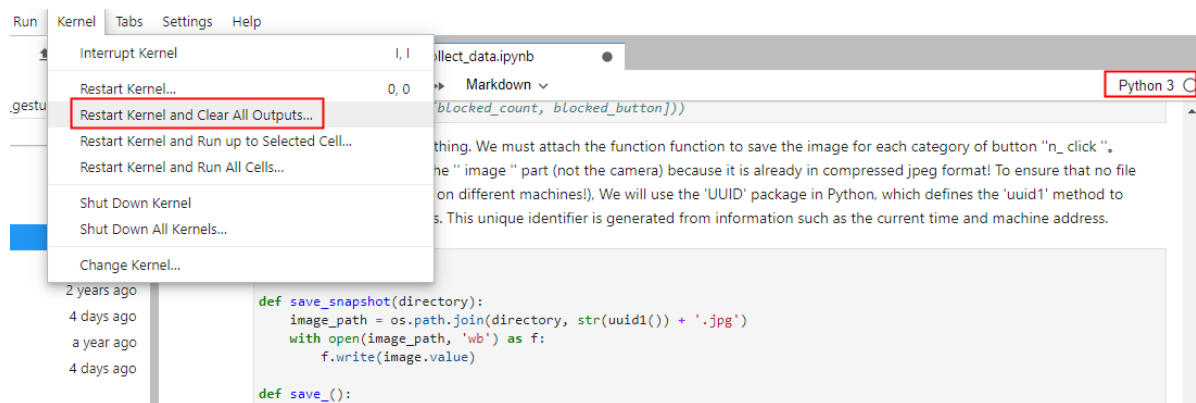 Run Kernel Tabs Settings Help
Interrupt Kernel I, I
ollect_data.ipynb
Restart Kernel... 0, 0
Markdown
Python 3
_gestu
Restart Kernel and Clear All Outputs...
blocked_count, blocked_button]))
Restart Kernel and Run up to Selected Cell...
thing. We must attach the function function to save the image for each category of button "n_ click "。
Restart Kernel and Run All Cells...
he " image " part (not the camera) because it is already in compressed jpeg format! To ensure that no file
on different machines!), We will use the 'UUID' package in Python, which defines the 'uuid1' method to
Shut Down Kernel
s. This unique identifier is generated from information such as the current time and machine address.
Shut Down All Kernels...
Change Kernel...
2 years ago
def save_snapshot(directory):
4 days ago
image_path = os.path.join(directory, str(uuid1()) + '.jpg')
a year ago
with open(image_path, 'wb') as f:
f.write(image.value)
4 days ago
def save_():